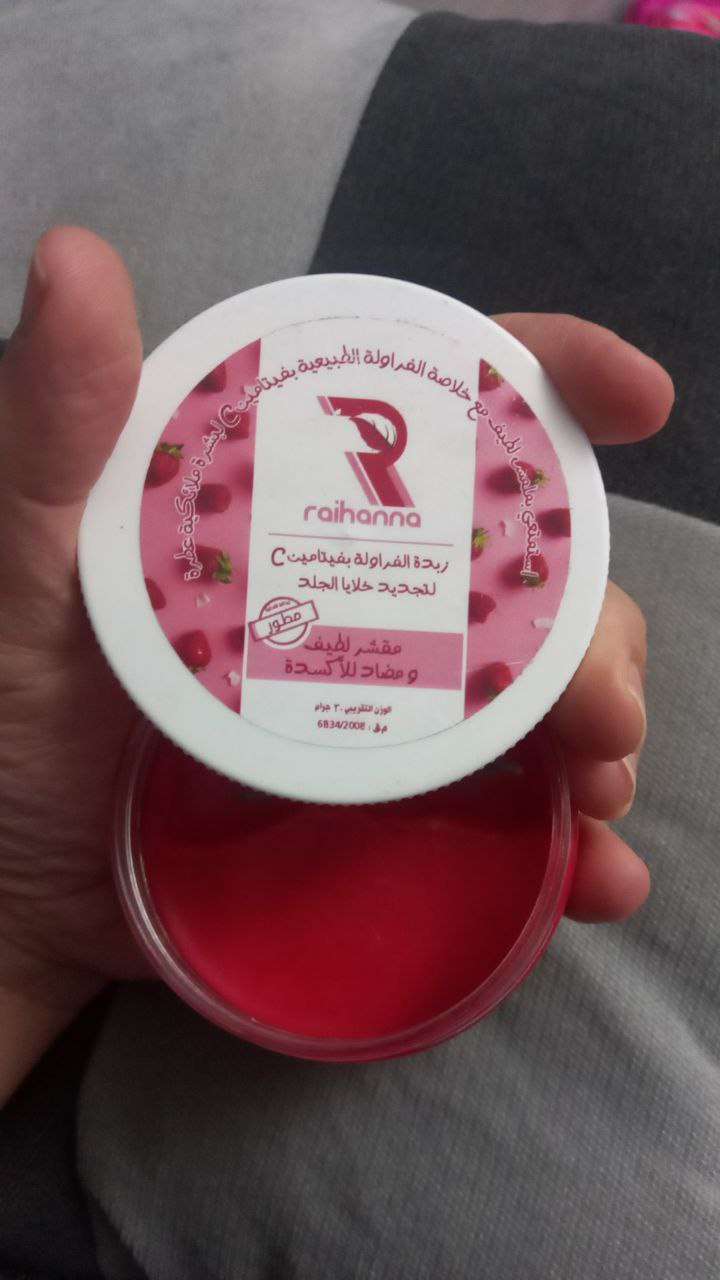 استمتعي بملمس لطيف مع خلاصة الفراولة الطبيعية بفيتامين C لبشرة ملائكية عطرة
R
raihanna
زبدة الفراولة بفيتامين C
لتجديد خلايا الجلد
مطور
مقشر لطيف
و مضاد للأكسدة
الوزن التقريبي ٣٠٠ جرام
م.ق : 6834/2008